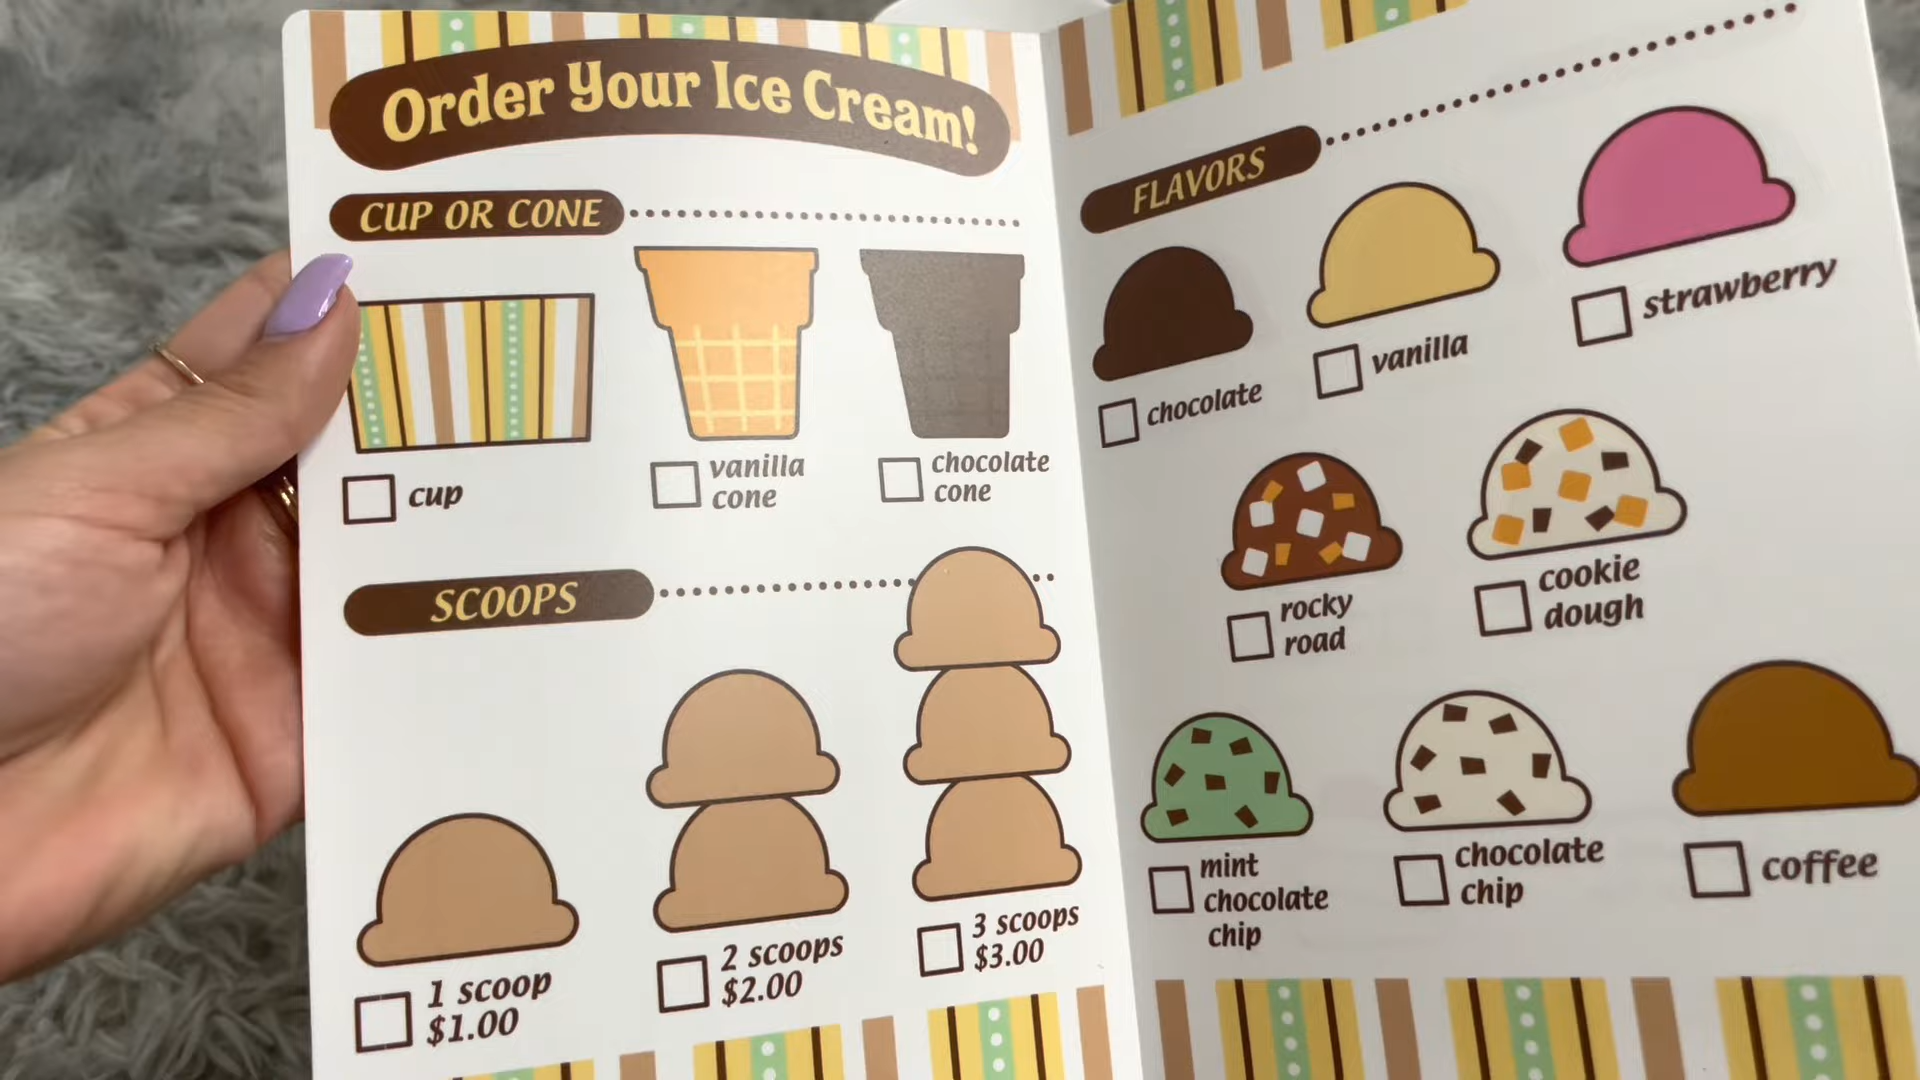 Order Your Ice Cream!
CUP OR CONE
cup
vanilla
cone
chocolate
cone
SCOOPS
1 scoop
$1.00
2 scoops
$2.00
3 scoops
$3.00
FLAVORS
chocolate
vanilla
strawberry
rocky
road
cookie
dough
mint
chocolate
chip
chocolate
chip
coffee